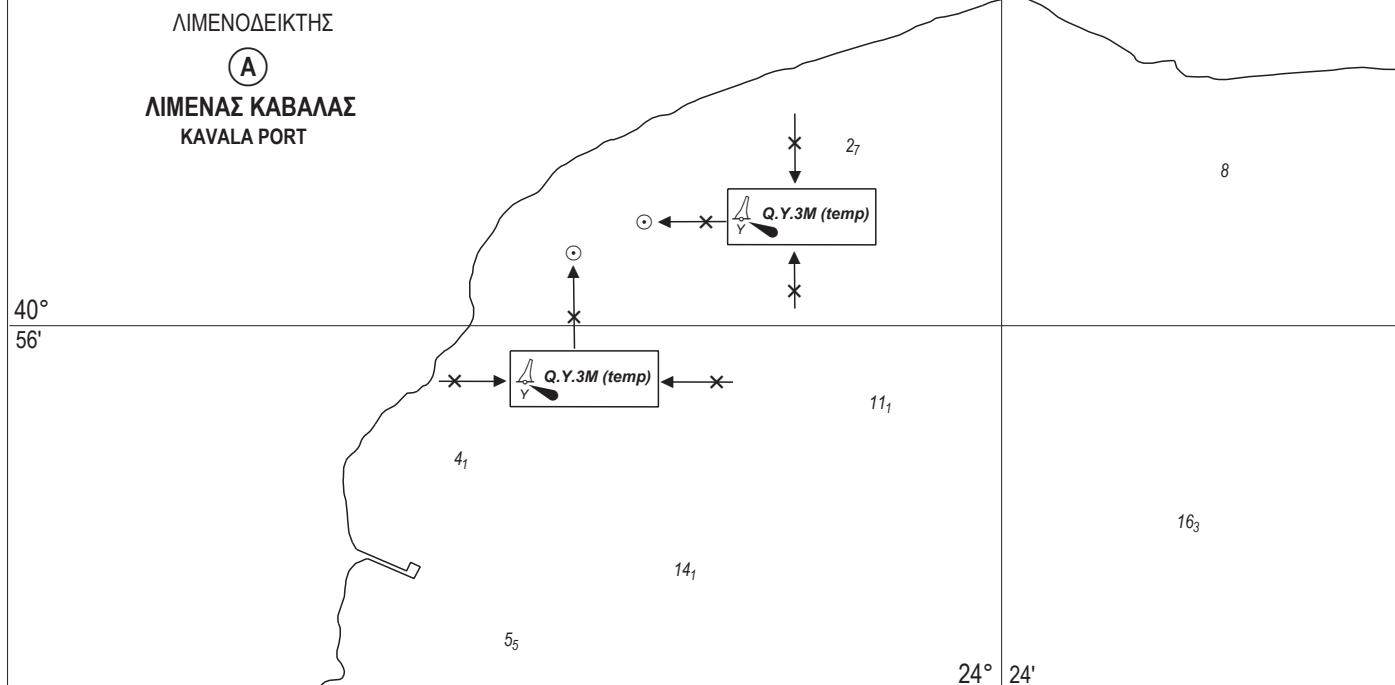 ΛΙΜΕΝΟΔΕΙΚΤΗΣ
A
ΛΙΜΕΝΑΣ ΚΑΒΑΛΑΣ
KAVALA PORT
2₇
8
Q.Y.3M (temp)
Y
40°
56'
Q.Y.3M (temp)
Y
11₁
4₁
16₃
14₁
5₅
24° 24'